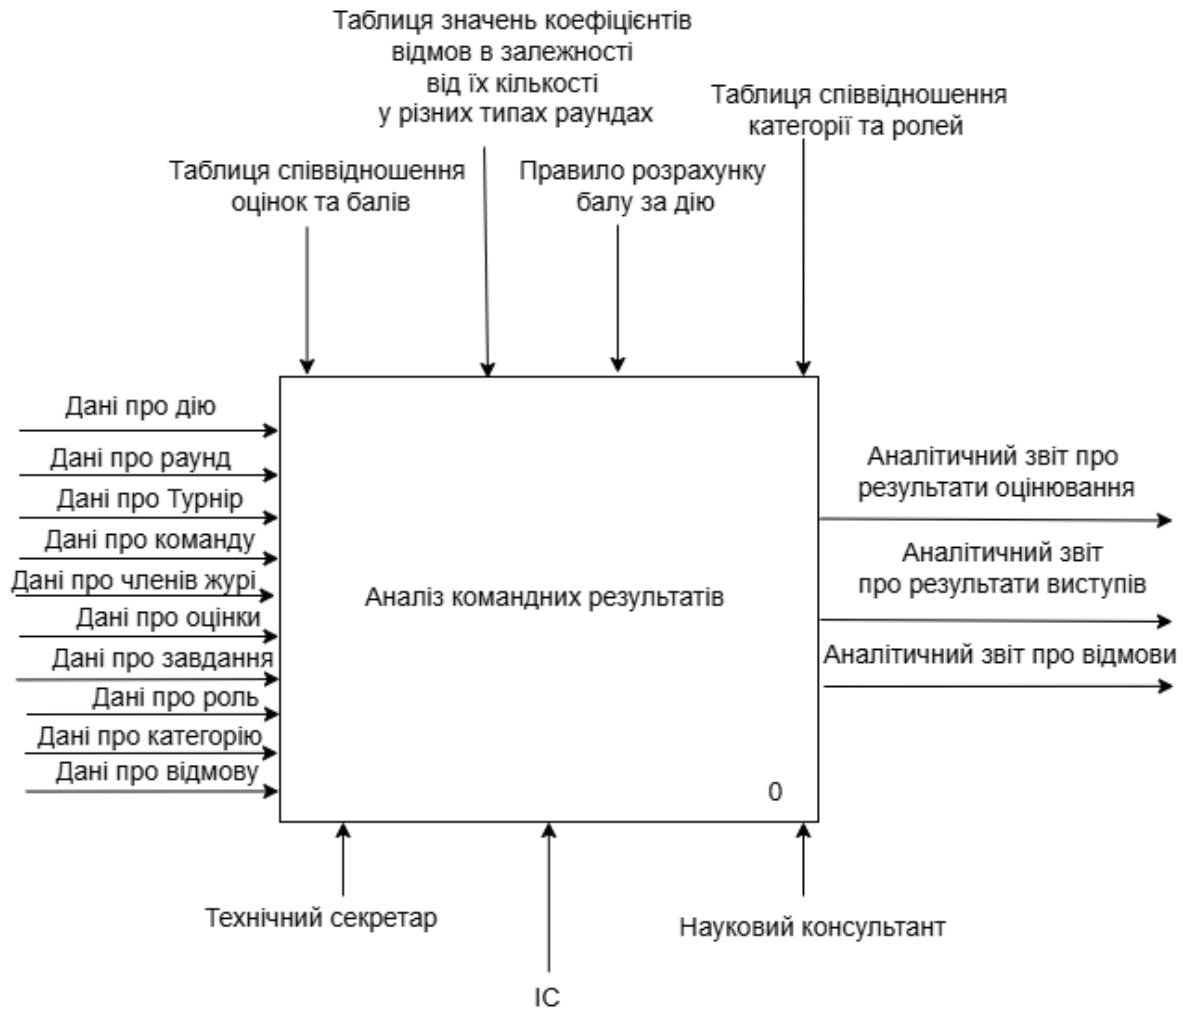 Таблиця значень коефіцієнтів
відмов в залежності
від їх кількості
у різних типах раундах
Таблиця співвідношення
категорії та ролей
Таблиця співвідношення
оцінок та балів
Правило розрахунку
балу за дію
Дані про дію
Дані про раунд
Дані про Турнір
Дані про команду
Дані про членів журі
Дані про оцінки
Дані про завдання
Дані про роль
Дані про категорію
Дані про відмову
Аналіз командних результатів
0
Аналітичний звіт про
результати оцінювання
Аналітичний звіт
про результати виступів
Аналітичний звіт про відмови
Технічний секретар
Науковий консультант
ІС